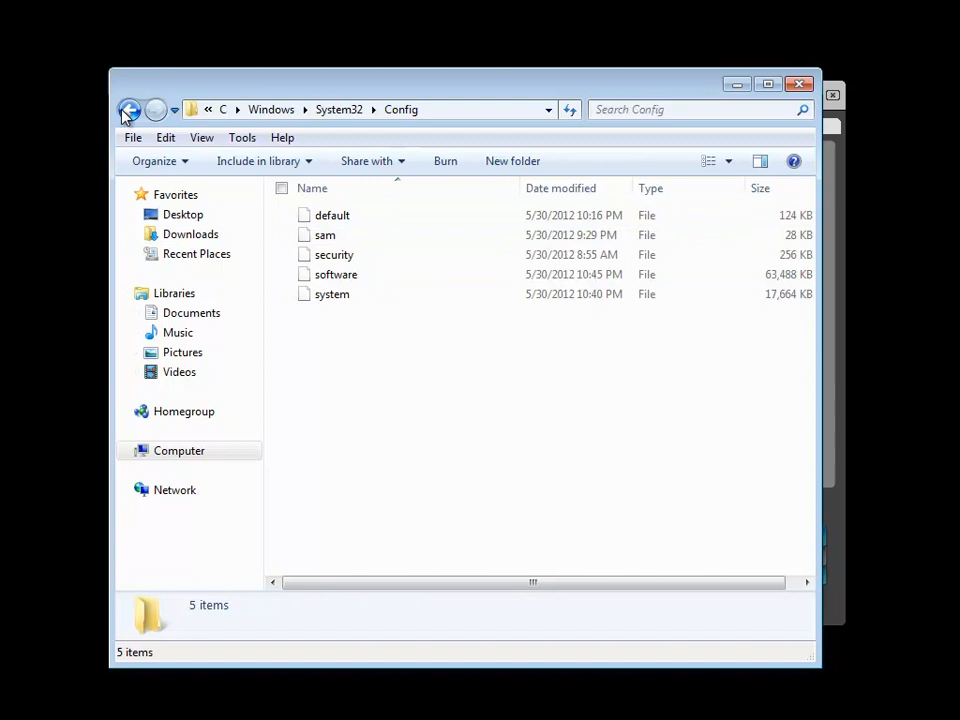 « C Windows System32 Config Search Config
File Edit View Tools Help
Organize Include in library Share with Burn New folder
Name Date modified Type Size
Favorites
Desktop
Downloads
Recent Places
Libraries
Documents
Music
Pictures
Videos
Homegroup
Computer
Network
default 5/30/2012 10:16 PM File 124 KB
sam 5/30/2012 9:29 PM File 28 KB
security 5/30/2012 8:55 AM File 256 KB
software 5/30/2012 10:45 PM File 63,488 KB
system 5/30/2012 10:40 PM File 17,664 KB
5 items
5 items